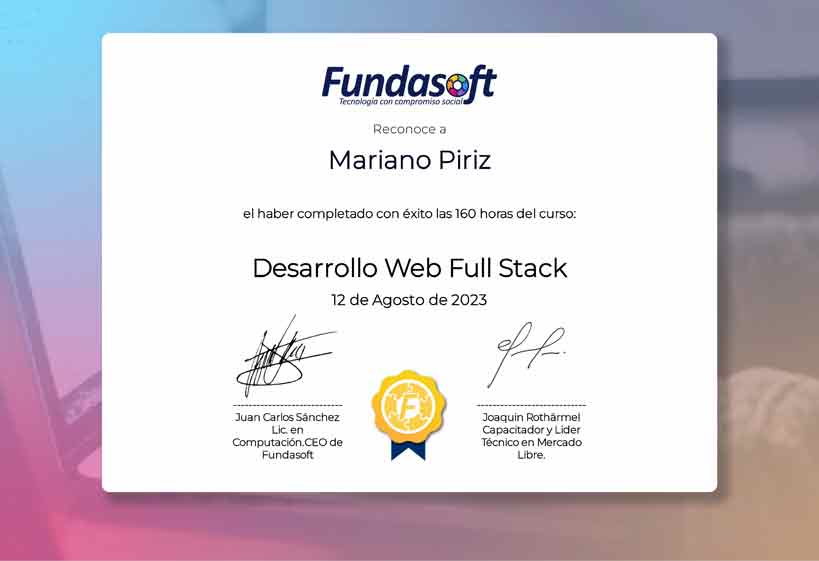 Fundasoft
Tecnología con compromiso social
Reconoce a
Mariano Piriz
el haber completado con éxito las 160 horas del curso:
Desarrollo Web Full Stack
12 de Agosto de 2023
Juan Carlos Sánchez
Lic. en
Computación.CEO de
Fundasoft
F
Joaquin Rothärmel
Capacitador y Lider
Técnico en Mercado
Libre.